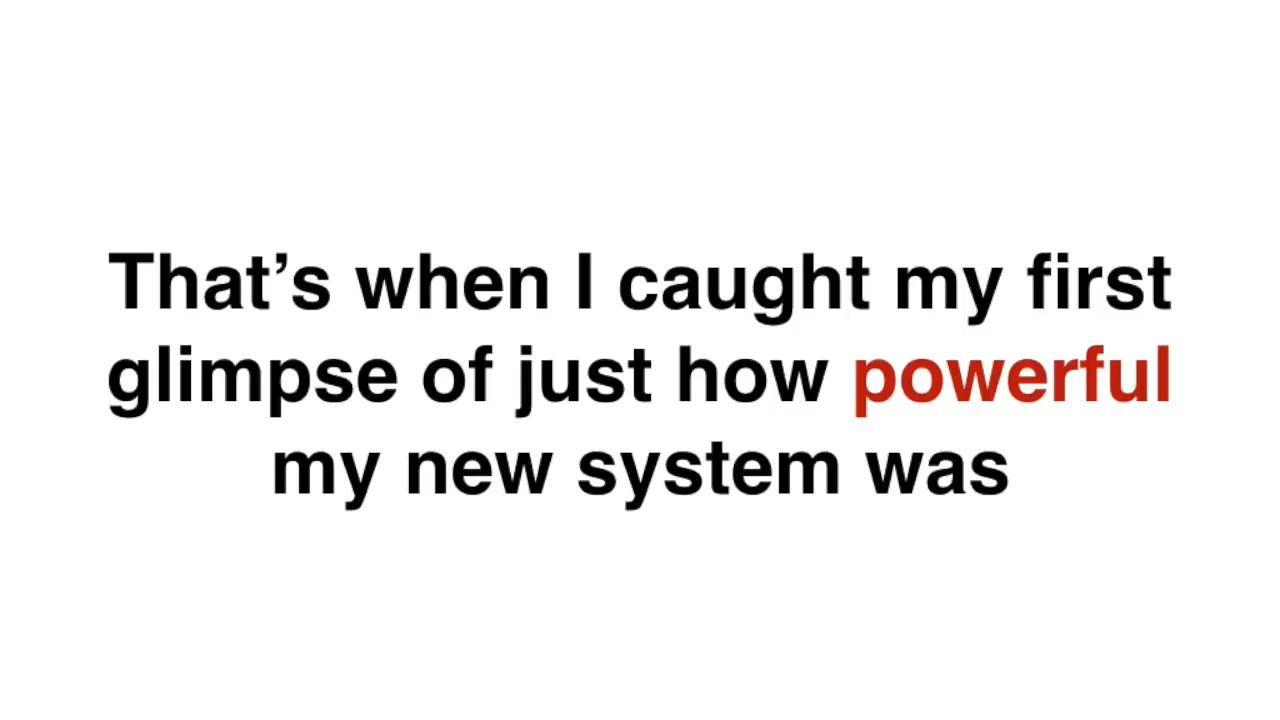 That’s when I caught my first
glimpse of just how powerful
my new system was